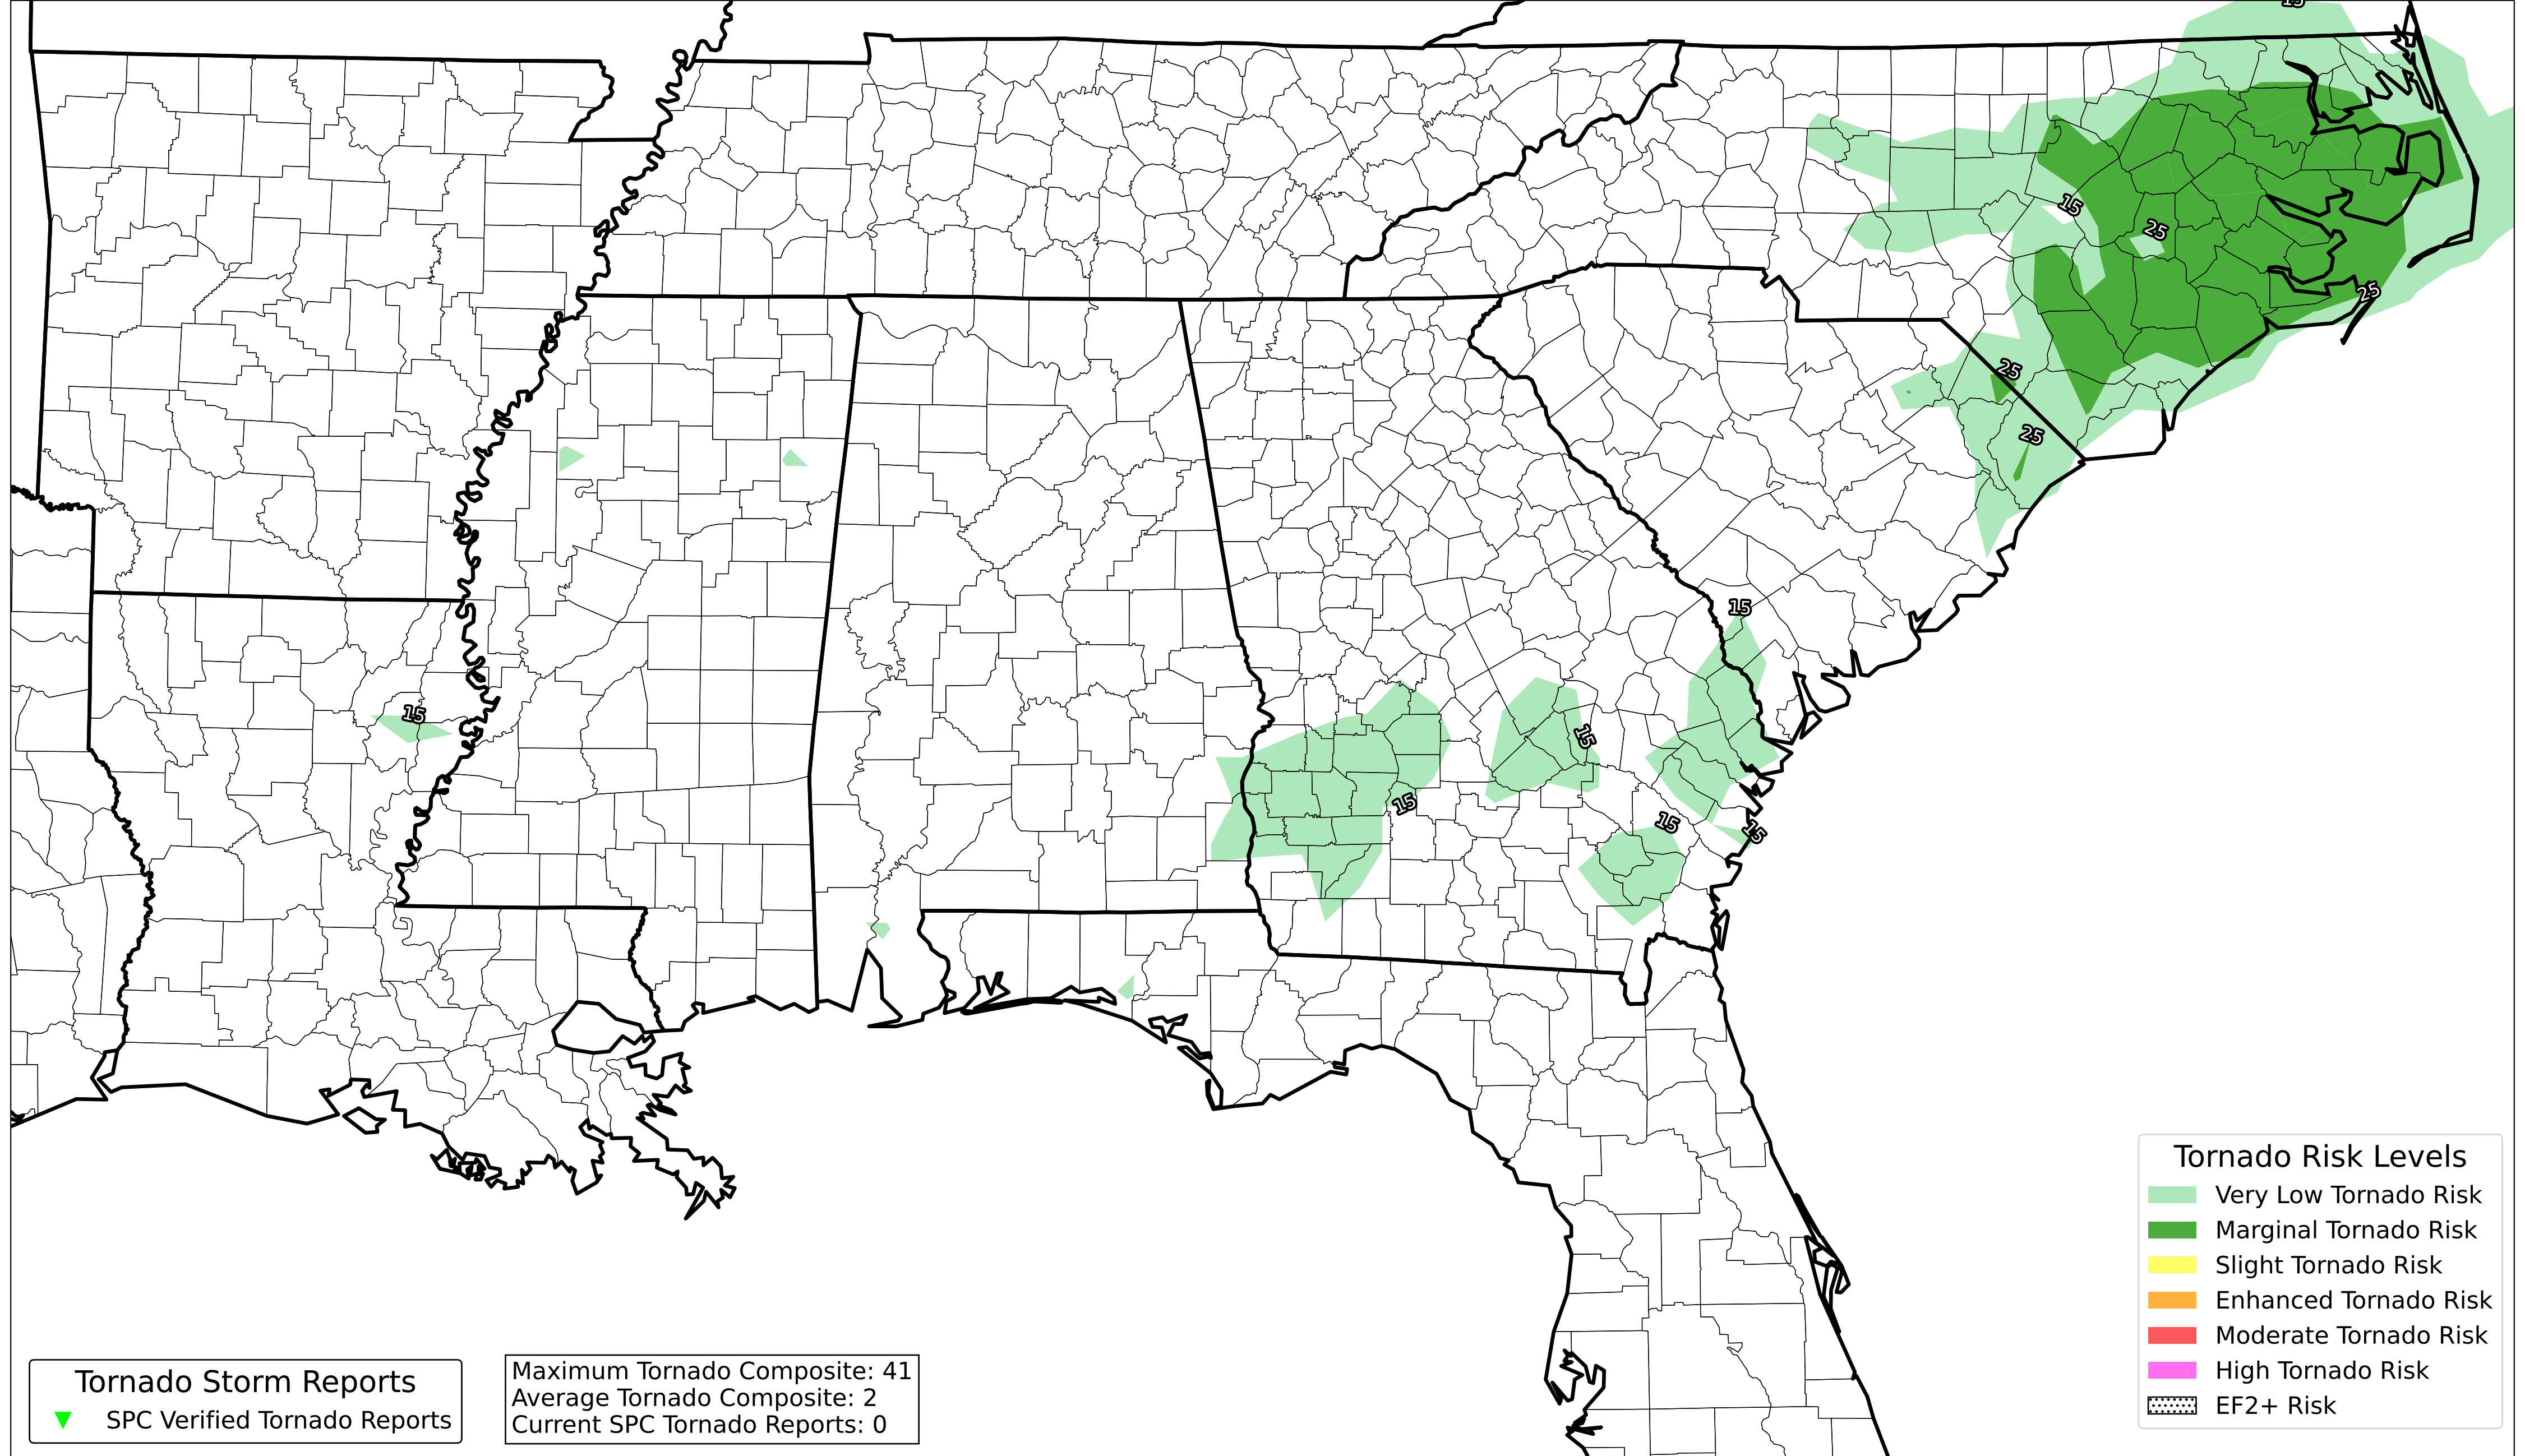 15
15
25
25
25
25
15
15
15
15
15
15
Tornado Risk Levels
Very Low Tornado Risk
Marginal Tornado Risk
Slight Tornado Risk
Enhanced Tornado Risk
Moderate Tornado Risk
High Tornado Risk
EF2+ Risk
Tornado Storm Reports
SPC Verified Tornado Reports
Maximum Tornado Composite: 41
Average Tornado Composite: 2
Current SPC Tornado Reports: 0